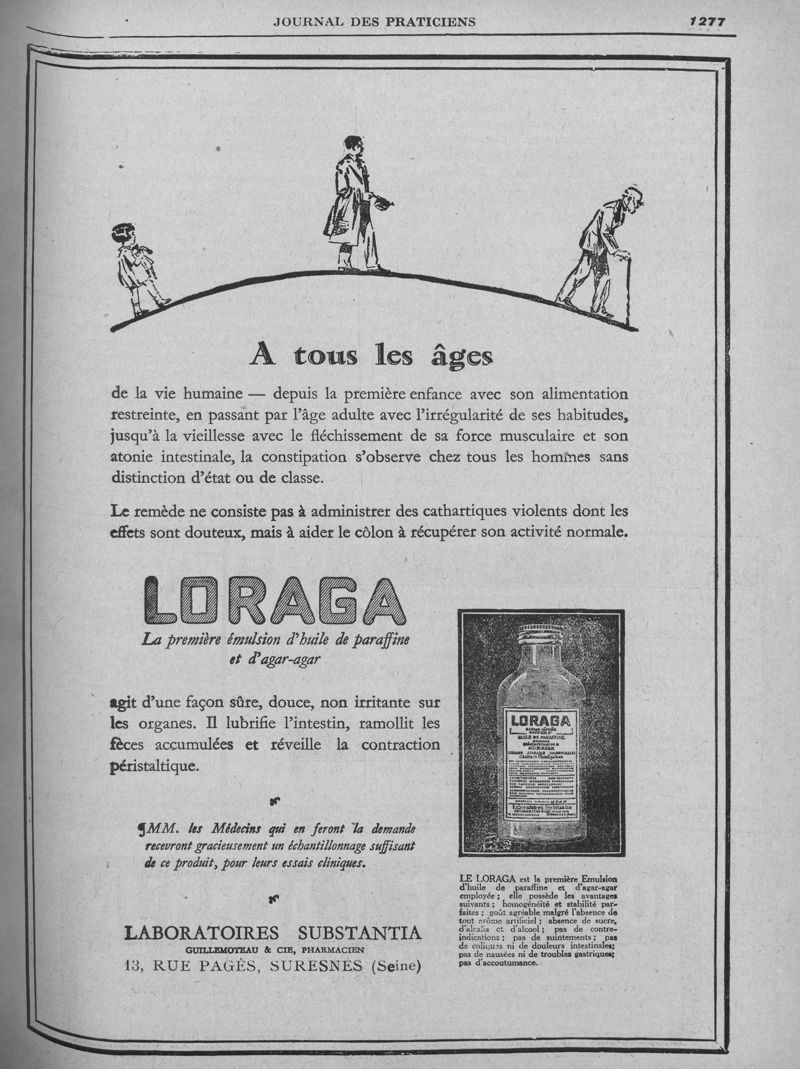 JOURNAL DES PRATICIENS
1277
A tous les âges
de la vie humaine — depuis la première enfance avec son alimentation
restreinte, en passant par l'âge adulte avec l'irrégularité de ses habitudes,
jusqu'à la vieillesse avec le fléchissement de sa force musculaire et son
atonie intestinale, la constipation s'observe chez tous les hommes sans
distinction d'état ou de classe.
Le remède ne consiste pas à administrer des cathartiques violents dont les
effets sont douteux, mais à aider le côlon à récupérer son activité normale.
LORAGA
La première émulsion d'huile de paraffine
et d'agar-agar
agit d'une façon sûre, douce, non irritante sur
les organes. Il lubrifie l'intestin, ramollit les
fèces accumulées et réveille la contraction
péristaltique.
¶MM. les Médecins qui en feront la demande
recevront gracieusement un échantillonnage suffisant
de ce produit, pour leurs essais cliniques.
LABORATOIRES SUBSTANTIA
GUILLEMOTEAU & CIE, PHARMACIEN
13, RUE PAGÈS, SURESNES (Seine)
LORAGA
HUILE DE PARAFFINE
AGAR-AGAR
Laboratoires Substantia
LE LORAGA est la première Emulsion
d'huile de paraffine et d'agar-agar
employée ; elle possède les avantages
suivants ; homogénéité et stabilité par-
faites ; goût agréable malgré l'absence de
tout arôme artificiel ; absence de sucre,
d'alcalis et d'alcool ; pas de contre-
indications ; pas de suintements ; pas
de coliques ni de douleurs intestinales;
pas de nausées ni de troubles gastriques;
pas d'accoutumance.